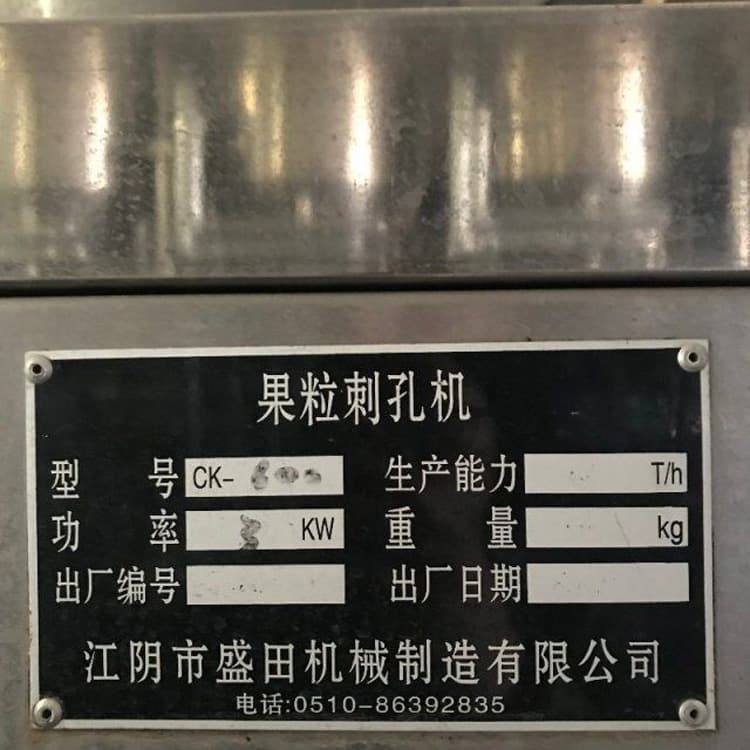 果粒刺孔机
型号 CK-600 生产能力 T/h
功率 3 KW 重量 kg
出厂编号 出厂日期
江阴市盛田机械制造有限公司
电话:0510-86392835